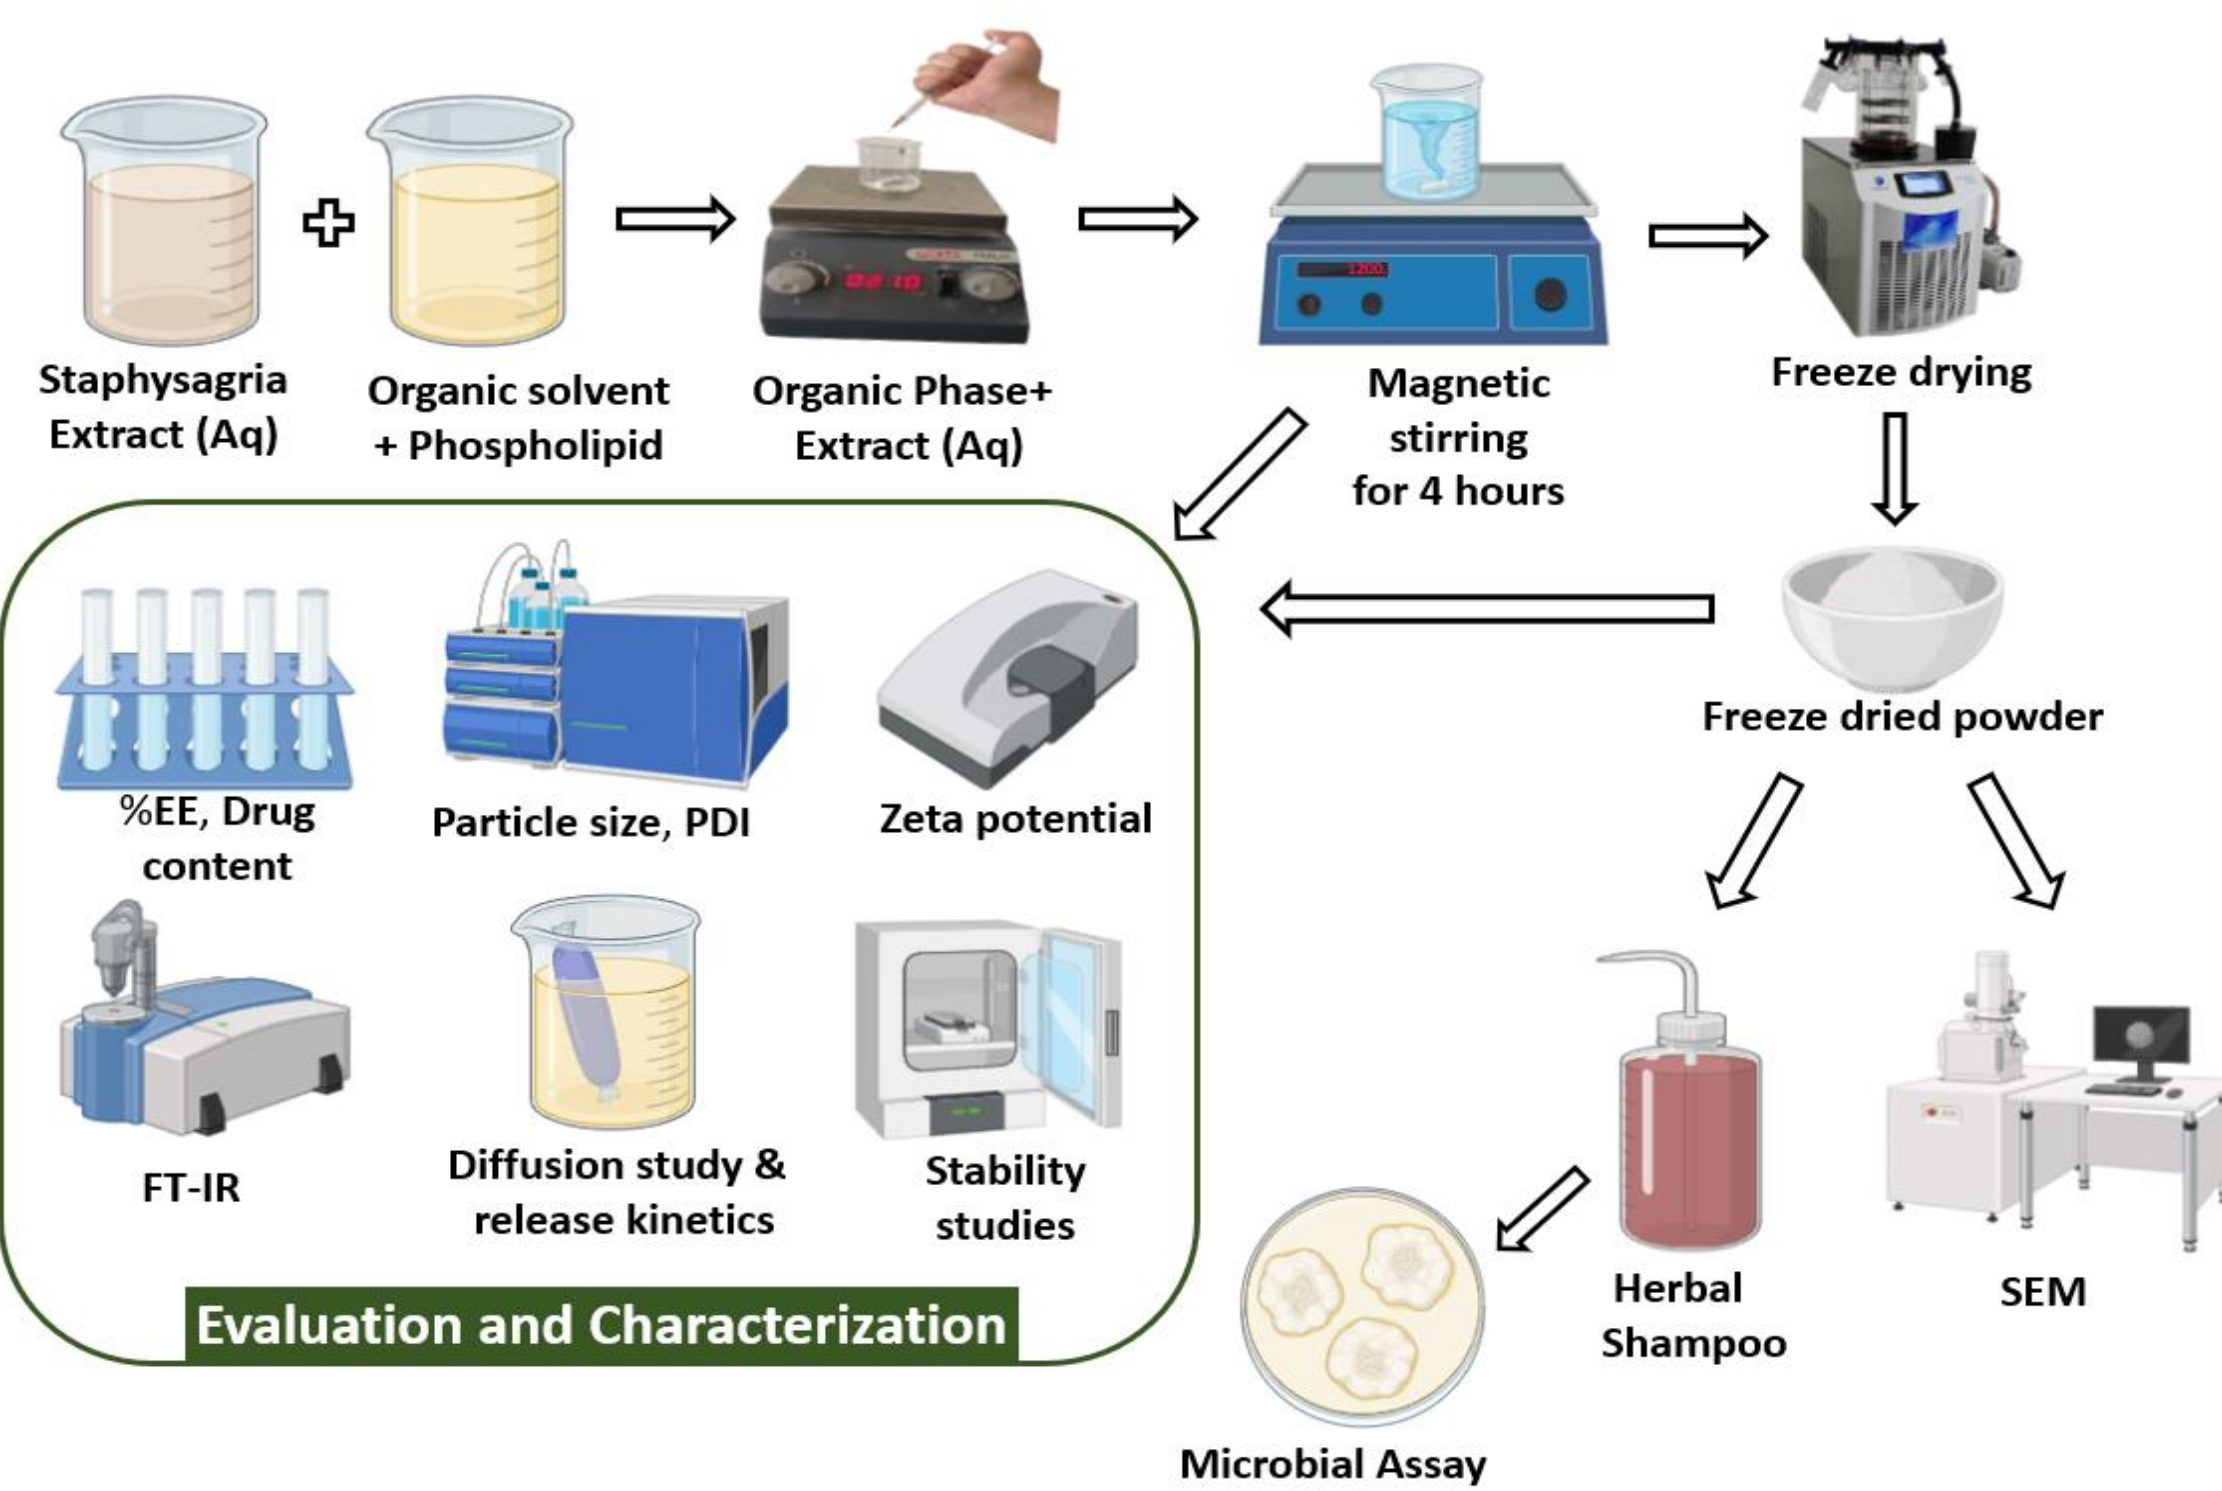 Staphysagria
Extract (Aq)
Organic solvent
+ Phospholipid
Organic Phase+
Extract (Aq)
1200
Magnetic
stirring
for 4 hours
Freeze drying
Freeze dried powder
%EE, Drug
content
Particle size, PDI
Zeta potential
FT-IR
Diffusion study &
release kinetics
Stability
studies
Evaluation and Characterization
Herbal
Shampoo
SEM
Microbial Assay